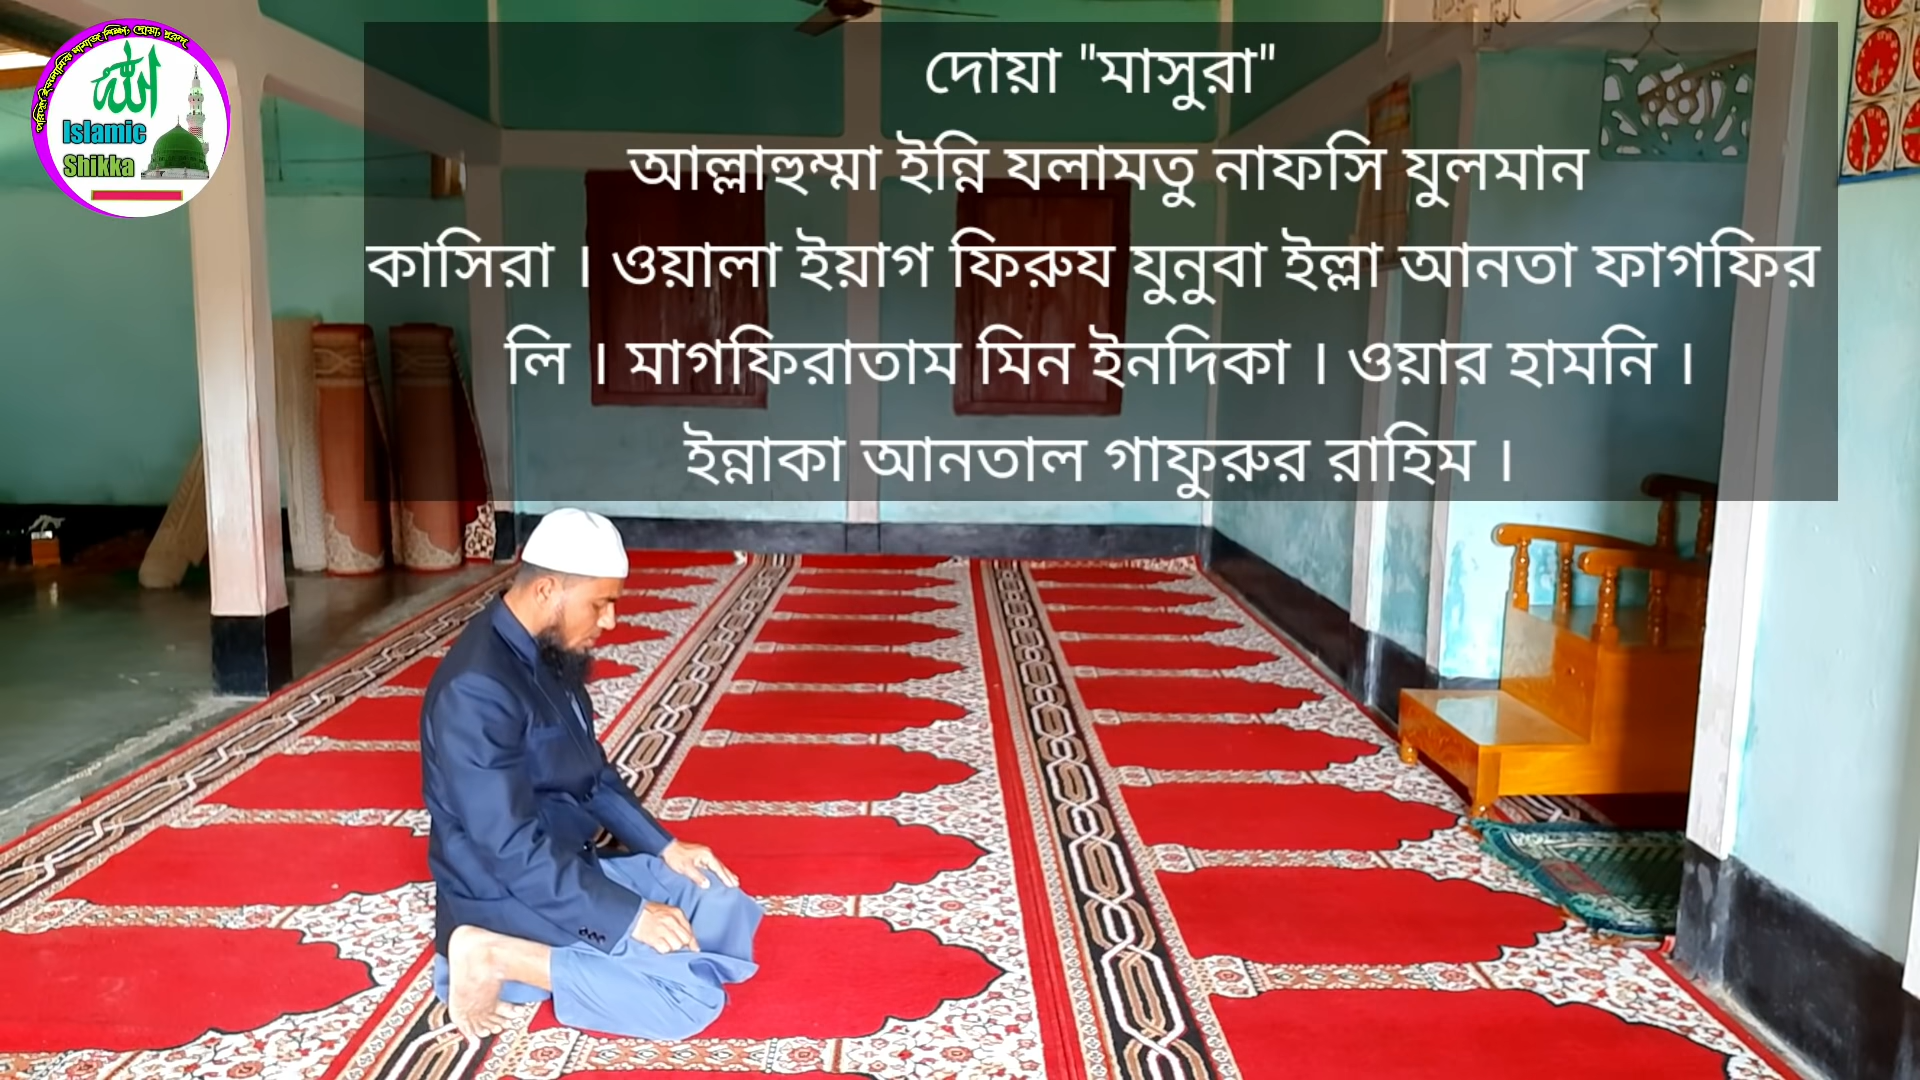 দোয়া "মাসুরা"
আল্লাহুম্মা ইন্নি যলামতু নাফসি যুলমান
কাসিরা । ওয়ালা ইয়াগ ফিরুয যুনুবা ইল্লা আনতা ফাগফির
লি । মাগফিরাতাম মিন ইনদিকা । ওয়ার হামনি ।
ইন্নাকা আনতাল গাফুরুর রাহিম ।
الله
Islamic
Shikka